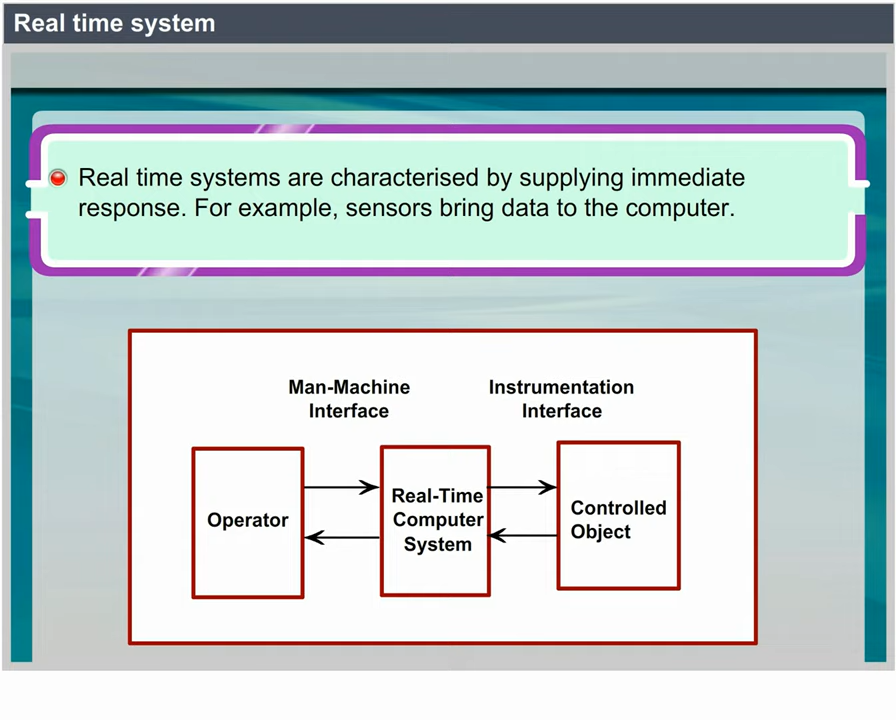 Real time system
Real time systems are characterised by supplying immediate
response. For example, sensors bring data to the computer.
Man-Machine
Interface
Instrumentation
Interface
Operator
Real-Time
Computer
System
Controlled
Object